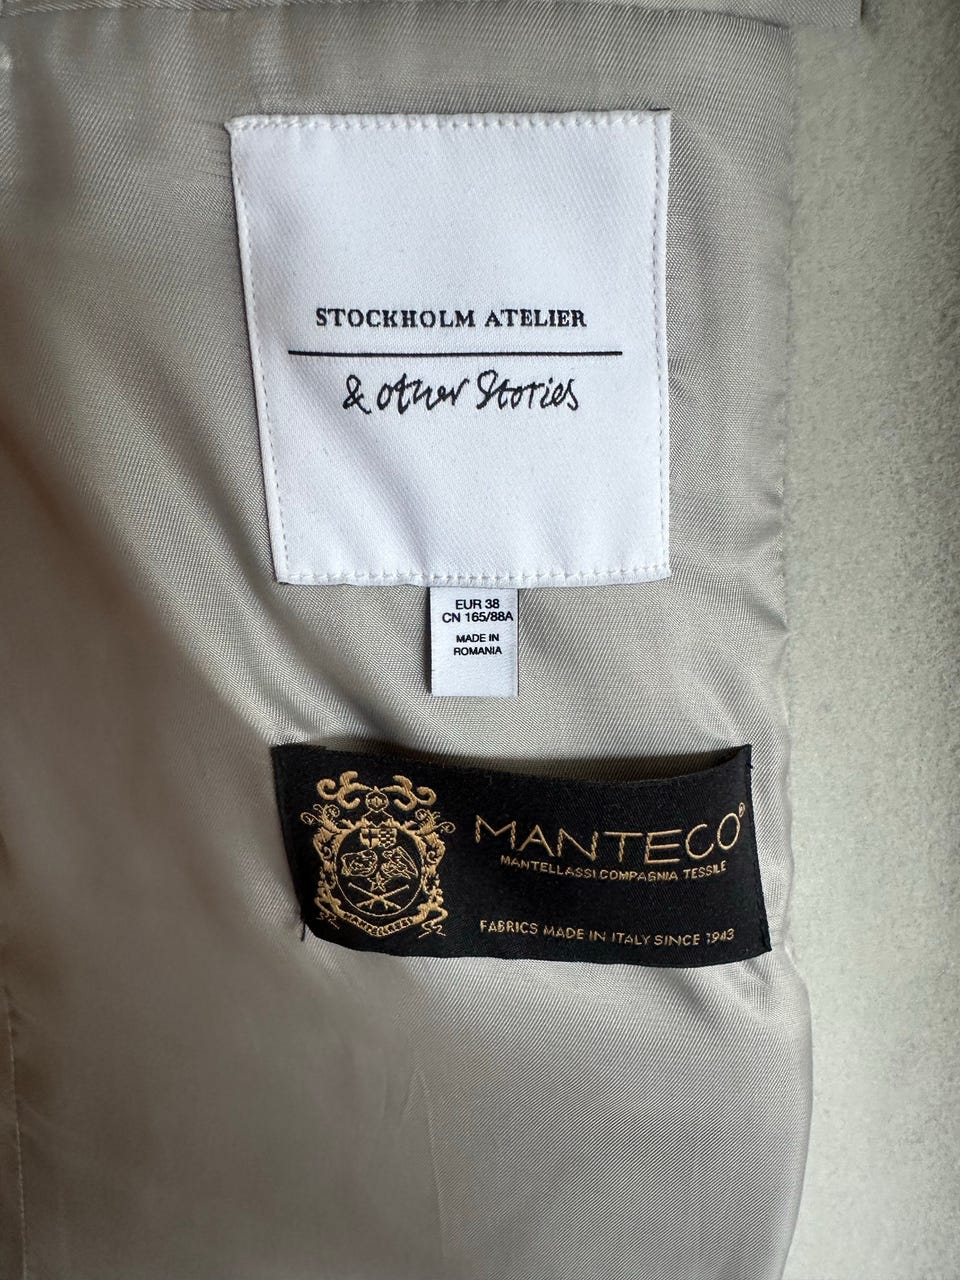 STOCKHOLM ATELIER
& other Stories
EUR 38
CN 165/88A
MADE IN
ROMANIA
MANTECO®
MANTELLASSI COMPAGNIA TESSILE
FABRICS MADE IN ITALY SINCE 1943